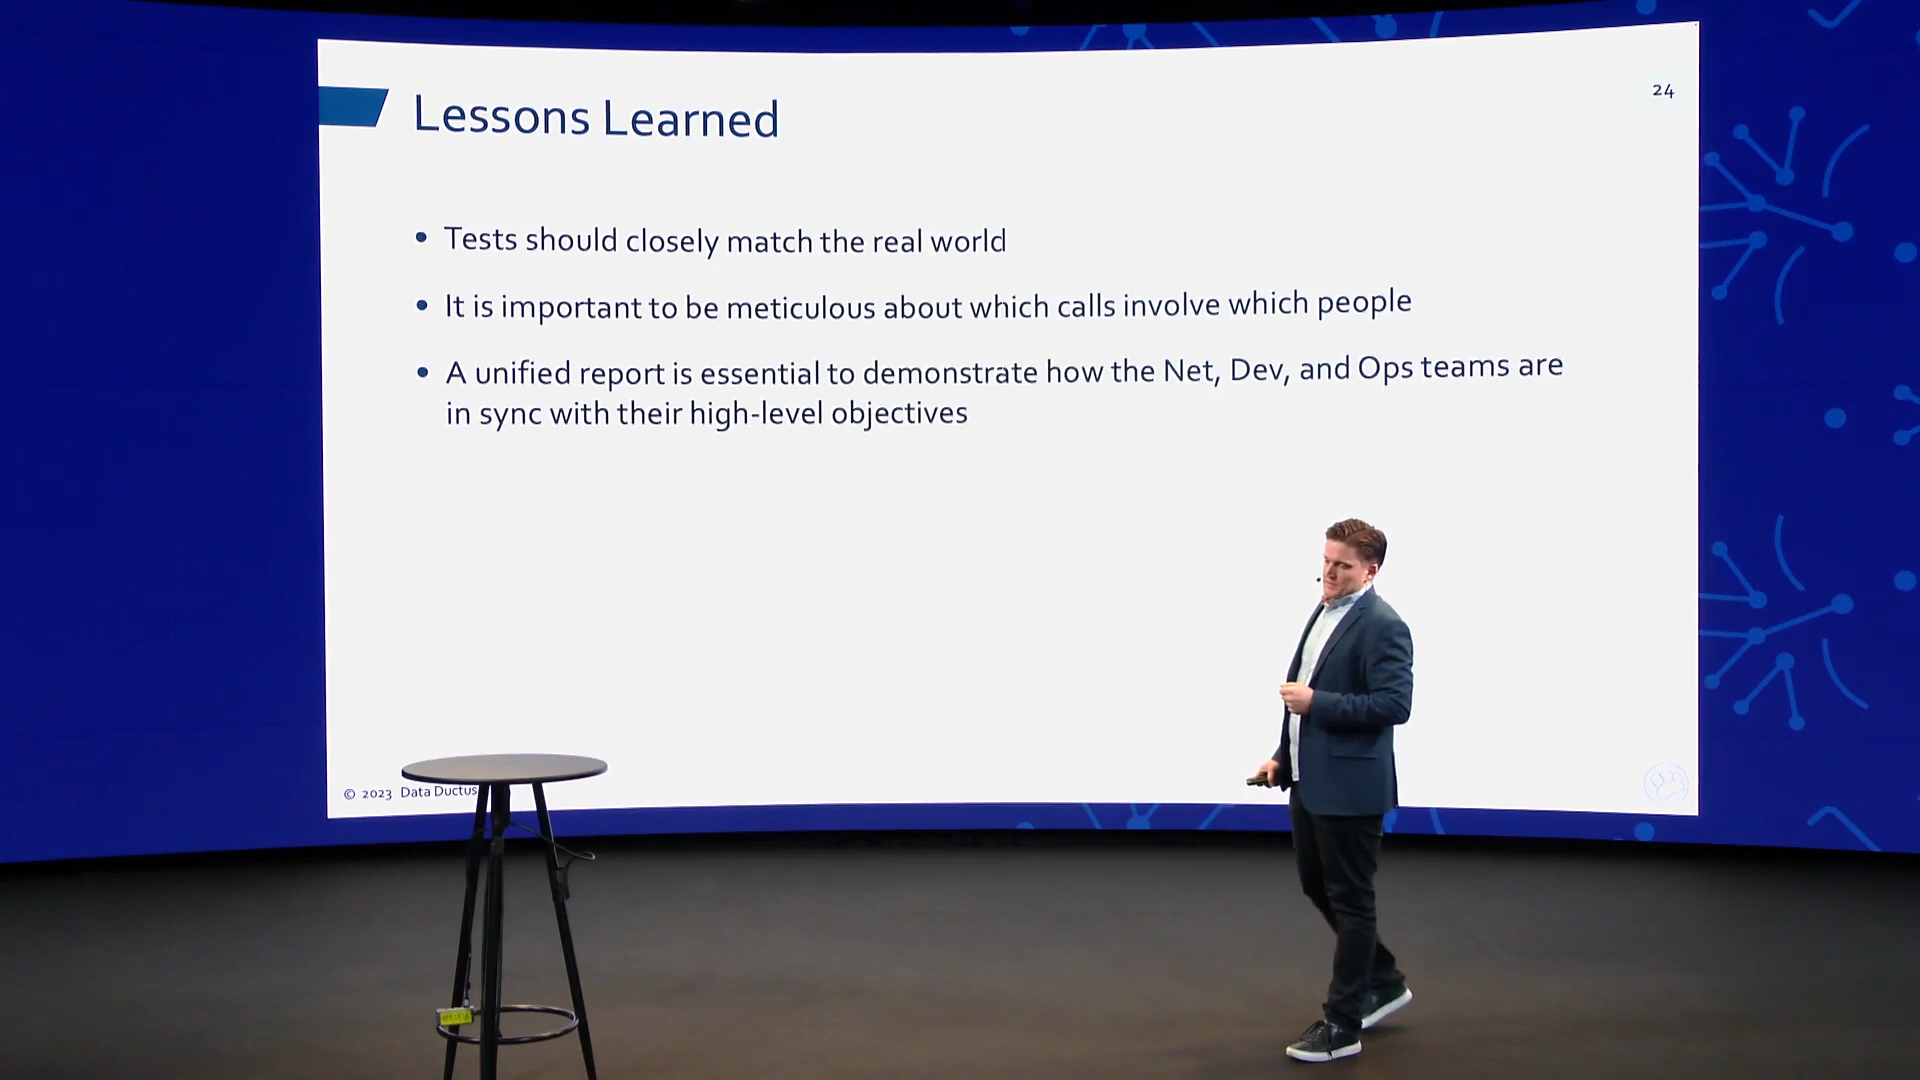 24
Lessons Learned
• Tests should closely match the real world
• It is important to be meticulous about which calls involve which people
• A unified report is essential to demonstrate how the Net, Dev, and Ops teams are
in sync with their high-level objectives
© 2023 Data Ductus